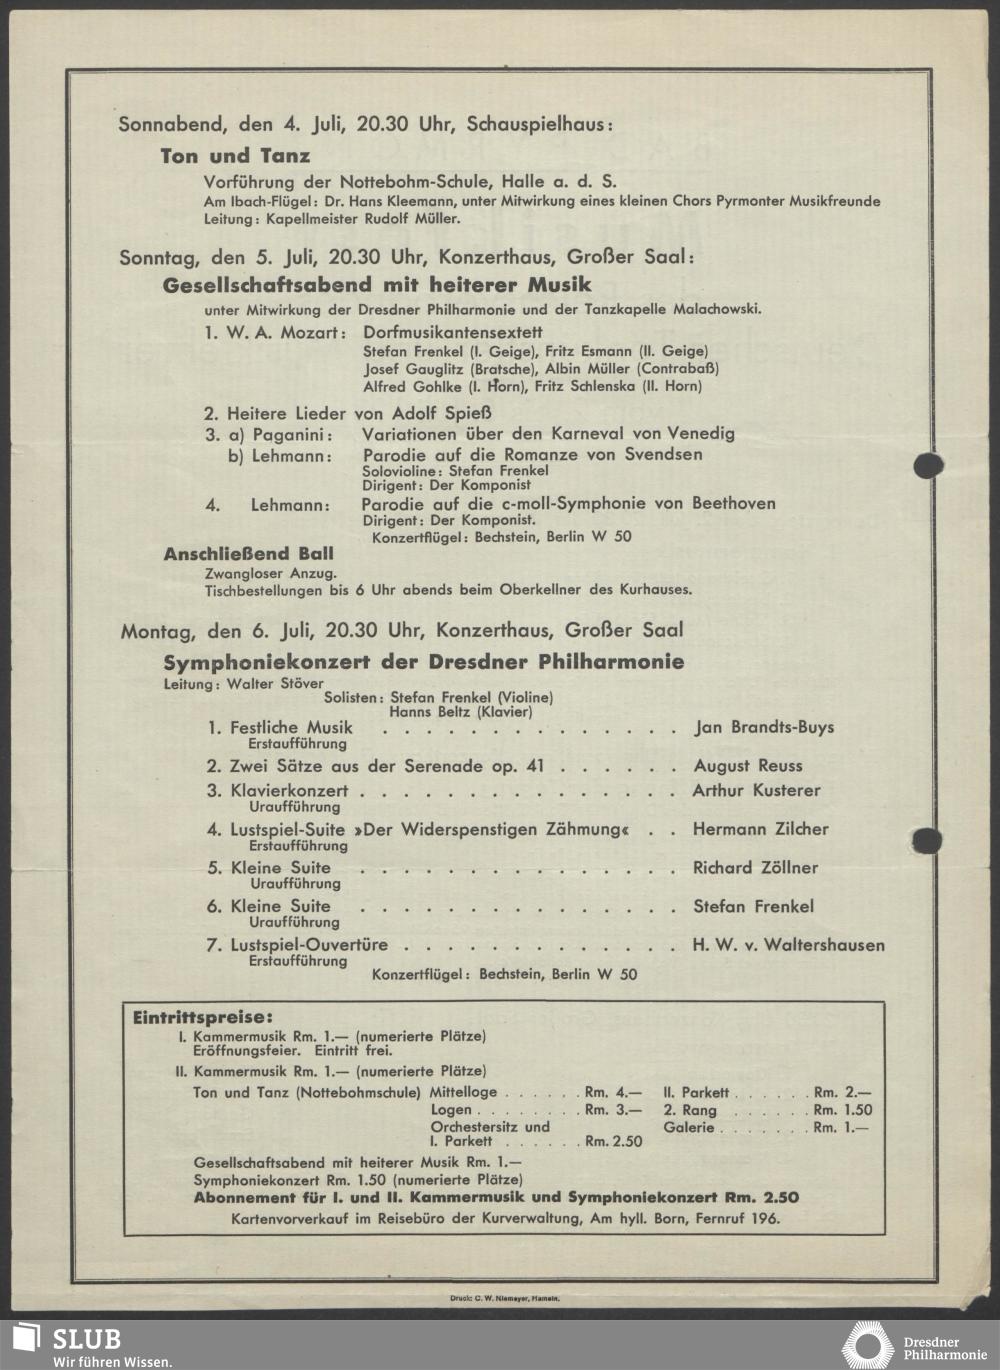 Sonnabend, den 4. Juli, 20.30 Uhr, Schauspielhaus:
Ton und Tanz
Vorführung der Nottebohm-Schule, Halle a. d. S.
Am Ibach-Flügel: Dr. Hans Kleemann, unter Mitwirkung eines kleinen Chors Pyrmonter Musikfreunde
Leitung: Kapellmeister Rudolf Müller.
Sonntag, den 5. Juli, 20.30 Uhr, Konzerthaus, Großer Saal:
Gesellschaftsabend mit heiterer Musik
unter Mitwirkung der Dresdner Philharmonie und der Tanzkapelle Malachowski.
1. W. A. Mozart: Dorfmusikantensextett
Stefan Frenkel (I. Geige), Fritz Esmann (II. Geige)
Josef Gauglitz (Bratsche), Albin Müller (Contrabaß)
Alfred Gohlke (I. Horn), Fritz Schlenska (II. Horn)
2. Heitere Lieder von Adolf Spieß
3. a) Paganini: Variationen über den Karneval von Venedig
b) Lehmann: Parodie auf die Romanze von Svendsen
Solovioline: Stefan Frenkel
Dirigent: Der Komponist
4. Lehmann: Parodie auf die c-moll-Symphonie von Beethoven
Dirigent: Der Komponist.
Konzertflügel: Bechstein, Berlin W 50
Anschließend Ball
Zwangloser Anzug.
Tischbestellungen bis 6 Uhr abends beim Oberkellner des Kurhauses.
Montag, den 6. Juli, 20.30 Uhr, Konzerthaus, Großer Saal
Symphoniekonzert der Dresdner Philharmonie
Leitung: Walter Stöver
Solisten: Stefan Frenkel (Violine)
Hanns Beltz (Klavier)
1. Festliche Musik . . . . . . . . . . . . . . Jan Brandts-Buys
Erstaufführung
2. Zwei Sätze aus der Serenade op. 41 . . . . . . August Reuss
3. Klavierkonzert . . . . . . . . . . . . . . . Arthur Kusterer
Uraufführung
4. Lustspiel-Suite »Der Widerspenstigen Zähmung« . . Hermann Zilcher
Erstaufführung
5. Kleine Suite . . . . . . . . . . . . . . . Richard Zöllner
Uraufführung
6. Kleine Suite . . . . . . . . . . . . . . . Stefan Frenkel
Uraufführung
7. Lustspiel-Ouvertüre . . . . . . . . . . . . . H. W. v. Waltershausen
Erstaufführung
Konzertflügel: Bechstein, Berlin W 50
Eintrittspreise:
I. Kammermusik Rm. 1.— (numerierte Plätze)
Eröffnungsfeier. Eintritt frei.
II. Kammermusik Rm. 1.— (numerierte Plätze)
Ton und Tanz (Nottebohmschule) Mittelloge . . . . . . Rm. 4.— II. Parkett . . . . . . Rm. 2.—
Logen . . . . . . . . Rm. 3.— 2. Rang . . . . . . Rm. 1.50
Orchestersitz und Galerie . . . . . . . Rm. 1.—
I. Parkett . . . . . . Rm. 2.50
Gesellschaftsabend mit heiterer Musik Rm. 1.—
Symphoniekonzert Rm. 1.50 (numerierte Plätze)
Abonnement für I. und II. Kammermusik und Symphoniekonzert Rm. 2.50
Kartenvorverkauf im Reisebüro der Kurverwaltung, Am hyll. Born, Fernruf 196.
Druck: C. W. Niemeyer, Hameln.
SLUB
Wir führen Wissen.
Dresdner
Philharmonie